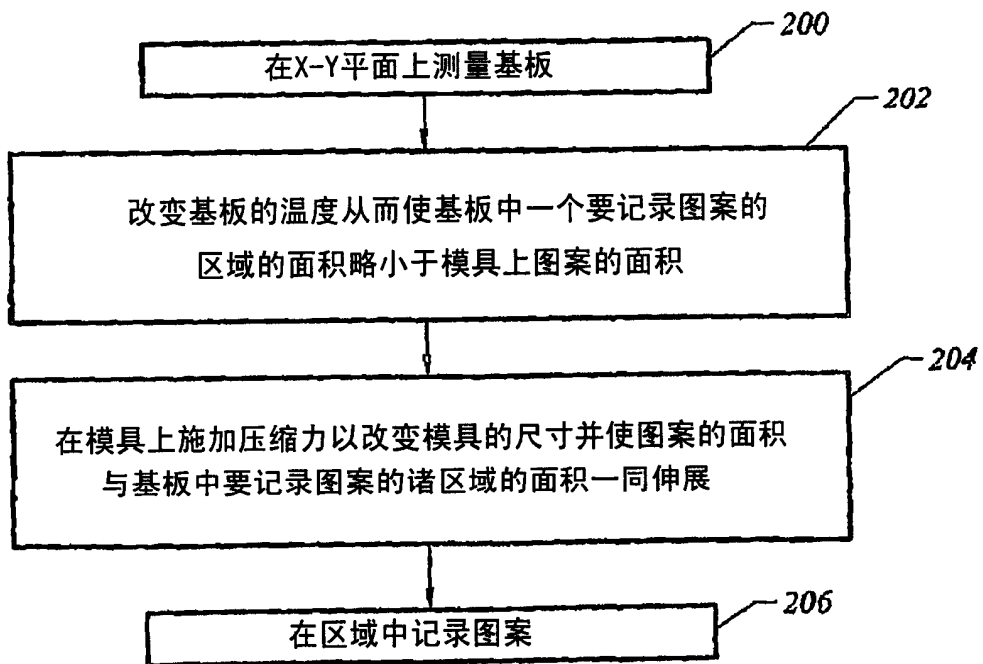 200
在X-Y平面上测量基板
202
改变基板的温度从而使基板中一个要记录图案的
区域的面积略小于模具上图案的面积
204
在模具上施加压缩力以改变模具的尺寸并使图案的面积
与基板中要记录图案的诸区域的面积一同伸展
206
在区域中记录图案